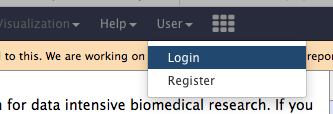 Visualization Help User
to this. We are working on
Login
Register
for data intensive biomedical research. If you